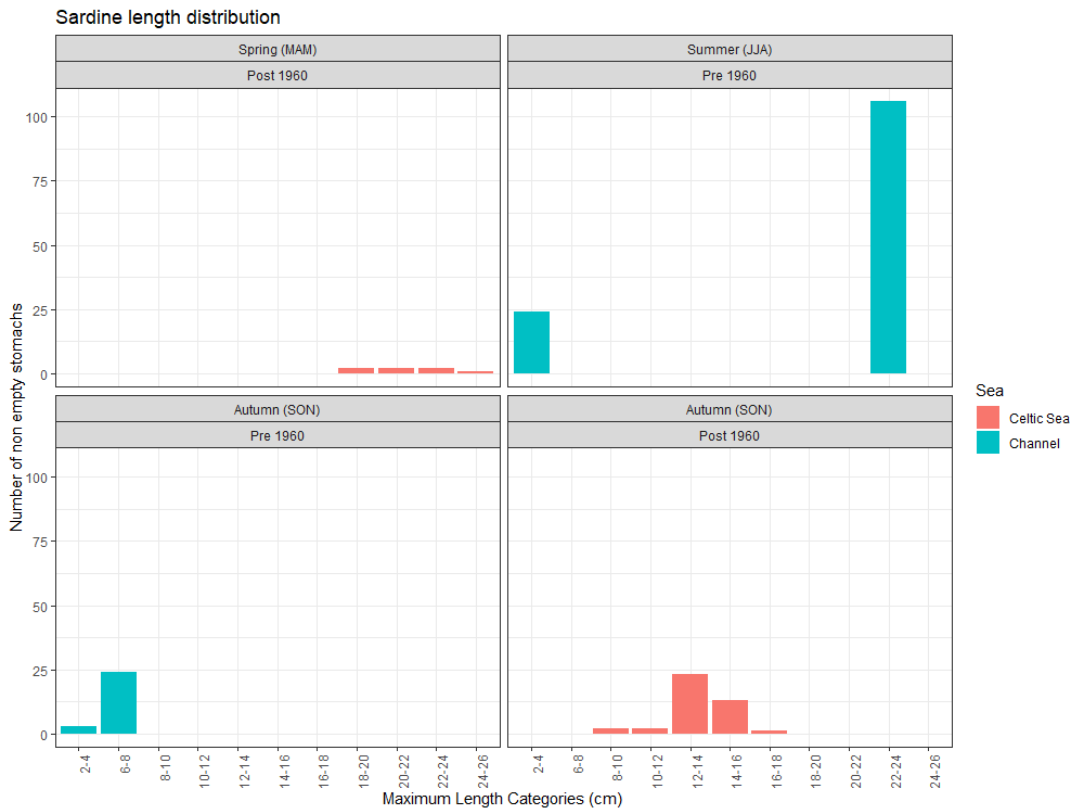 Sardine length distribution
Spring (MAM)
Post 1960
Summer (JJA)
Pre 1960
100
75
50
25
0
Autumn (SON)
Pre 1960
Autumn (SON)
Post 1960
100
75
50
25
0
Number of non empty stomachs
2-4
6-8
8-10
10-12
12-14
14-16
16-18
18-20
20-22
22-24
24-26
2-4
6-8
8-10
10-12
12-14
14-16
16-18
18-20
20-22
22-24
24-26
Maximum Length Categories (cm)
Sea
Celtic Sea
Channel